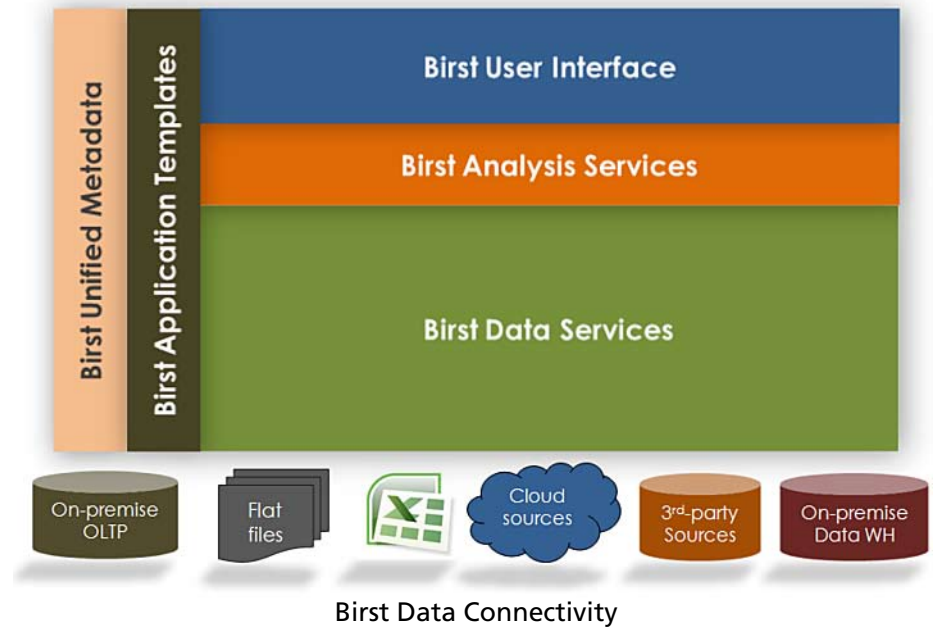 Birst Unified Metadata
Birst Application Templates
Birst User Interface
Birst Analysis Services
Birst Data Services
On-premise
OLTP
Flat
files
X
Cloud
sources
3rd-party
Sources
On-premise
Data WH
Birst Data Connectivity